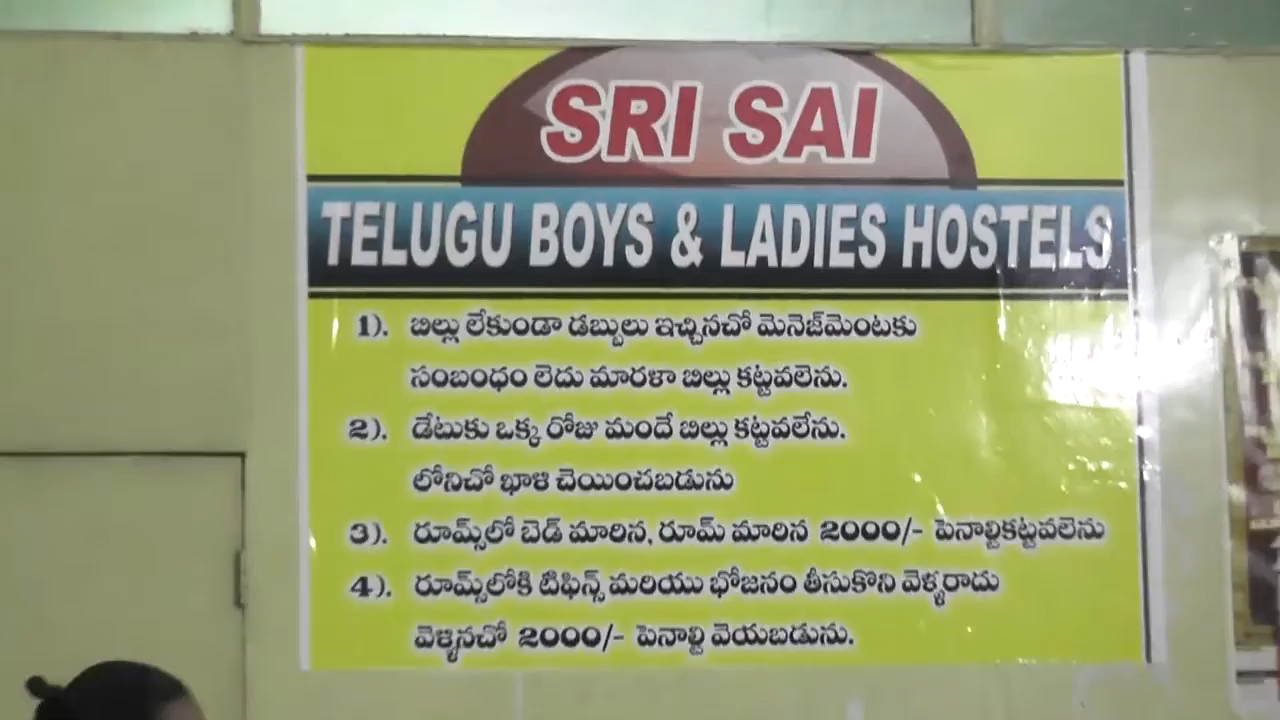 SRI SAI
TELUGU BOYS & LADIES HOSTELS
1). బిల్లు లేకుండా డబ్బులు ఇచ్చినచో మెనెజ్‌మెంటకు
సంబంధం లెదు మారళా బిల్లు కట్టవలెను.
2). డేటుకు ఒక్క రోజు మందే బిల్లు కట్టవలేను.
లోనిచో ఖాళి చెయించబడును
3). రూమ్స్‌లో బెడ్ మారిన, రూమ్ మారిన 2000/- పెనాల్టికట్టవలెను
4). రూమ్స్‌లోకి టిఫిన్స్ మరియు భోజనం తీసుకొని వెళ్ళరాదు
వెళ్ళినచో 2000/- పెనాల్టి వెయబడును.